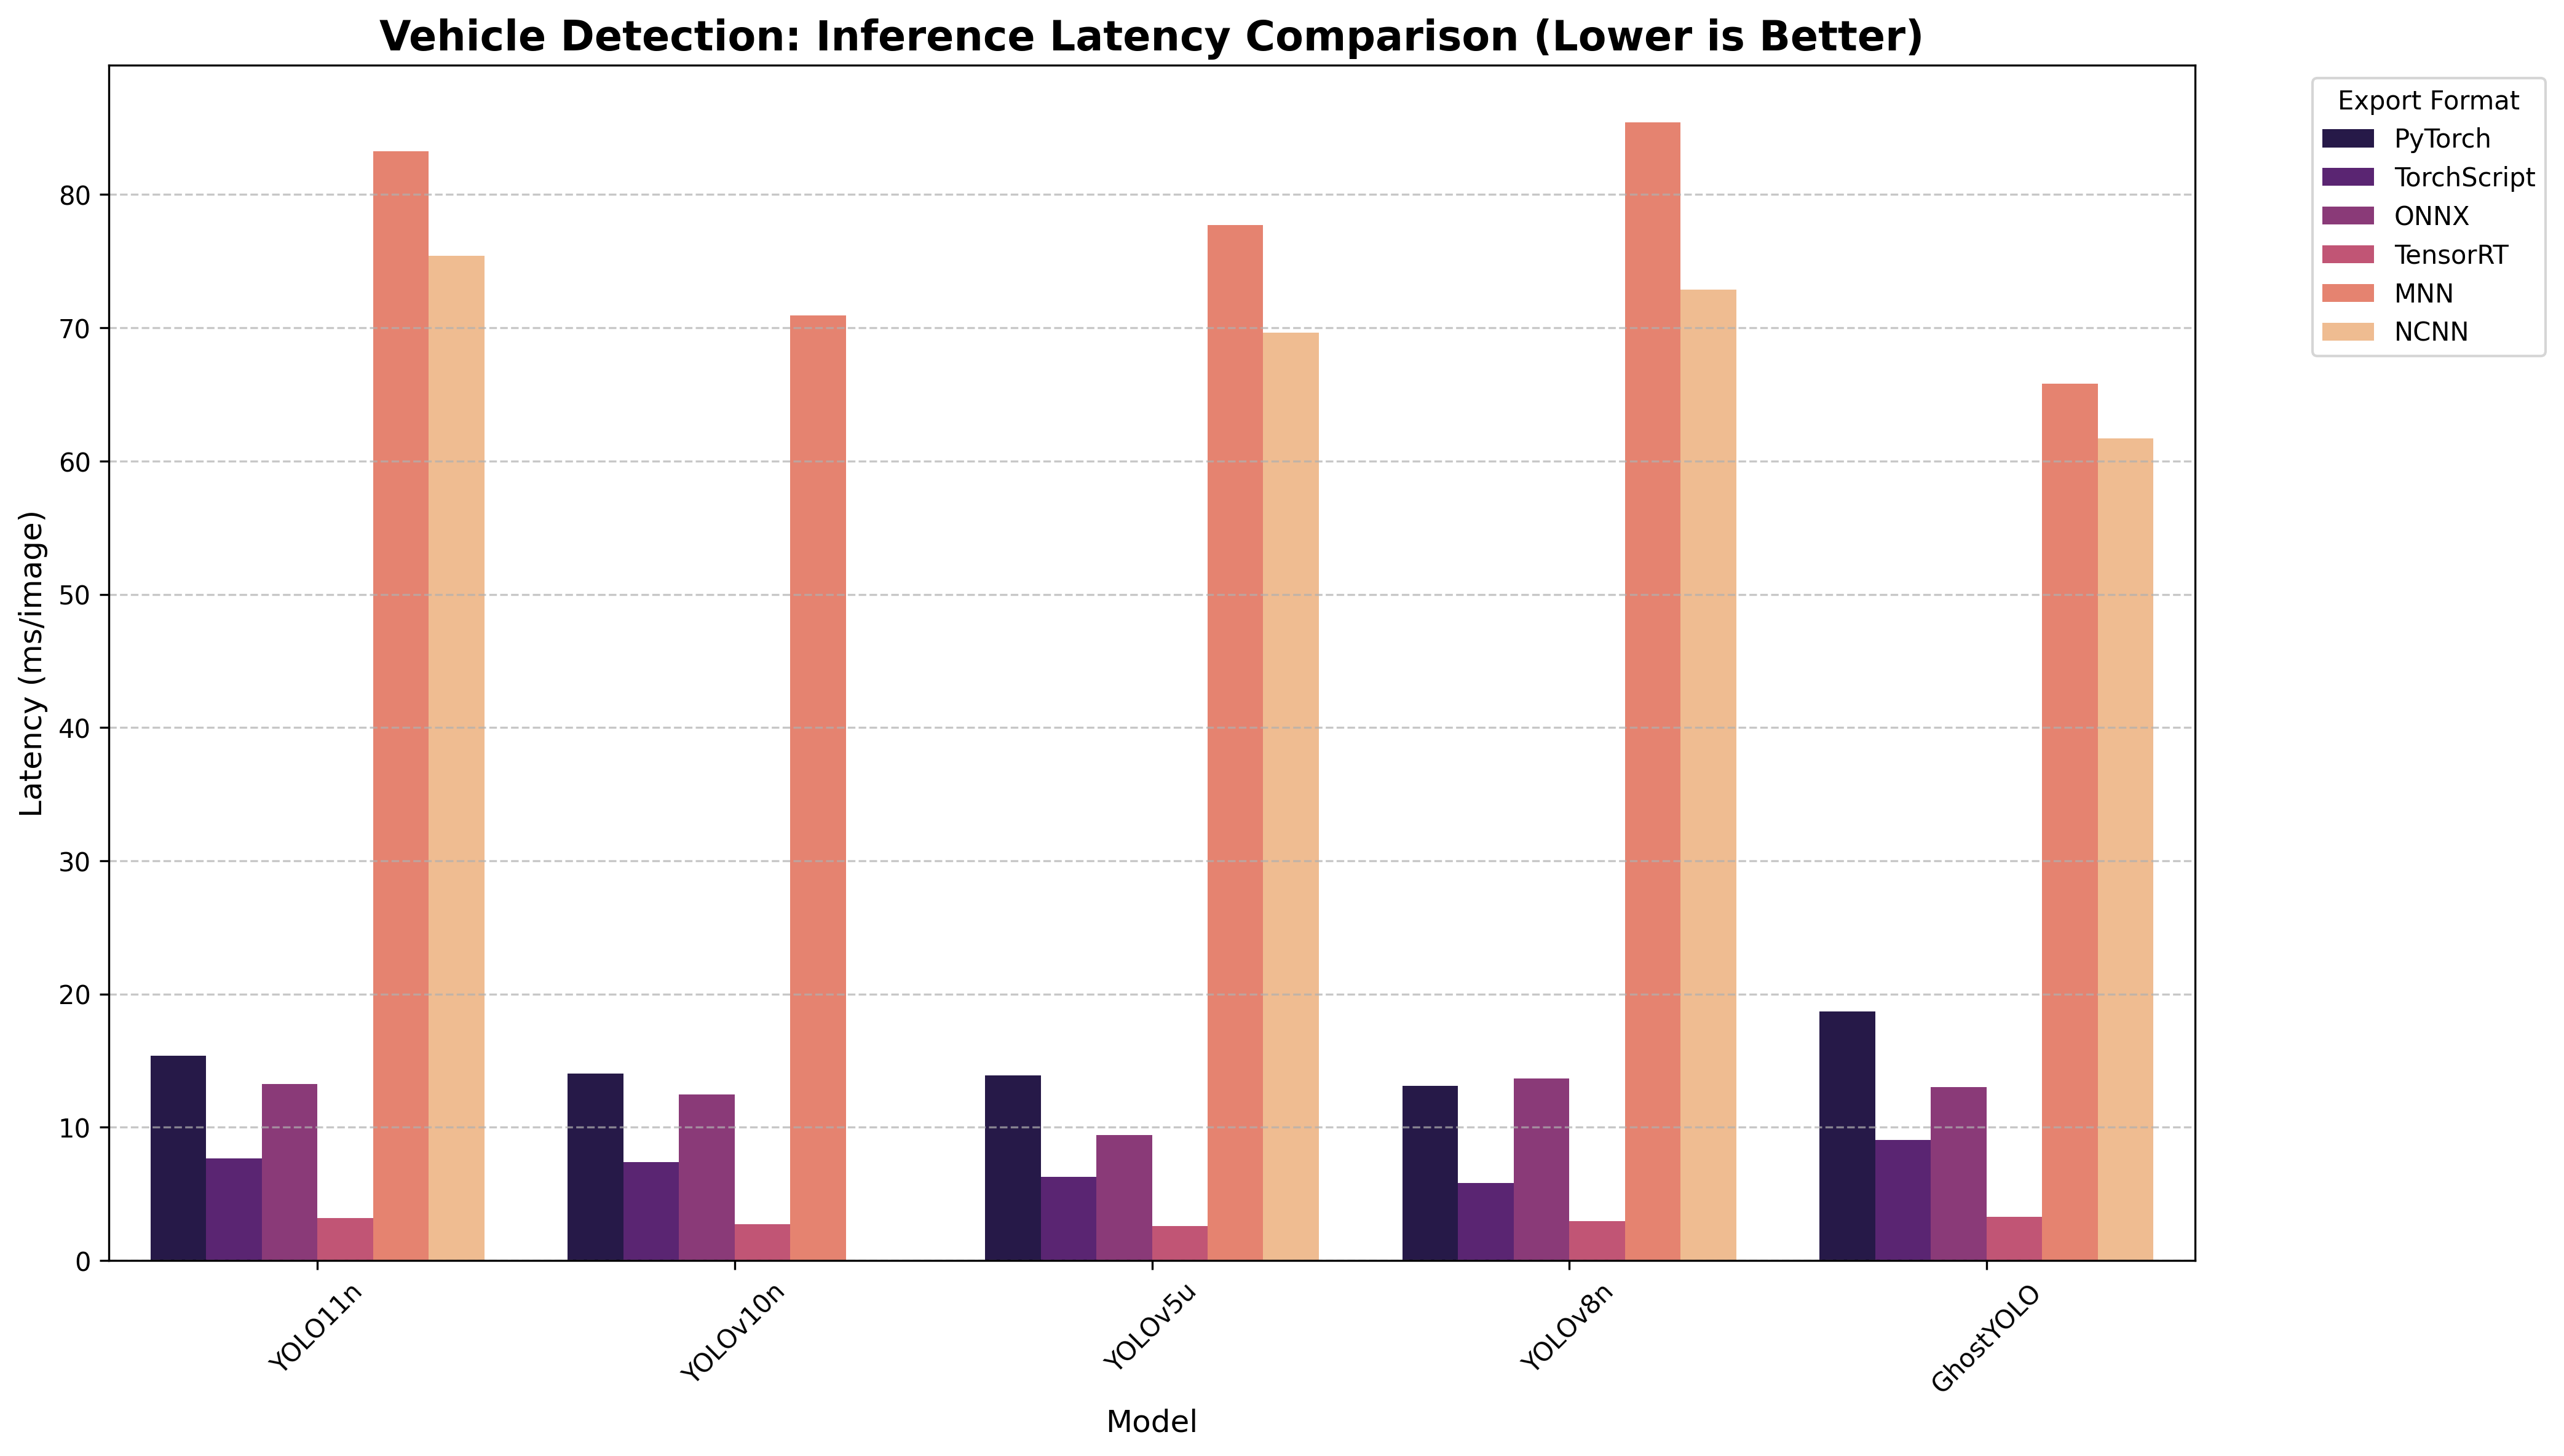 Vehicle Detection: Inference Latency Comparison (Lower is Better)
Export Format
PyTorch
TorchScript
ONNX
TensorRT
MNN
NCNN
Latency (ms/image)
80
70
60
50
40
30
20
10
0
YOLO11n
YOLOv10n
YOLOv5u
YOLOv8n
GhostYOLO
Model